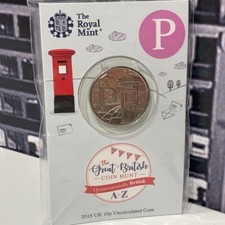 The
Royal
Mint®
P
the
Great British
COIN HUNT
Quintessentially British
A-Z
2018 UK 10p Uncirculated Coin